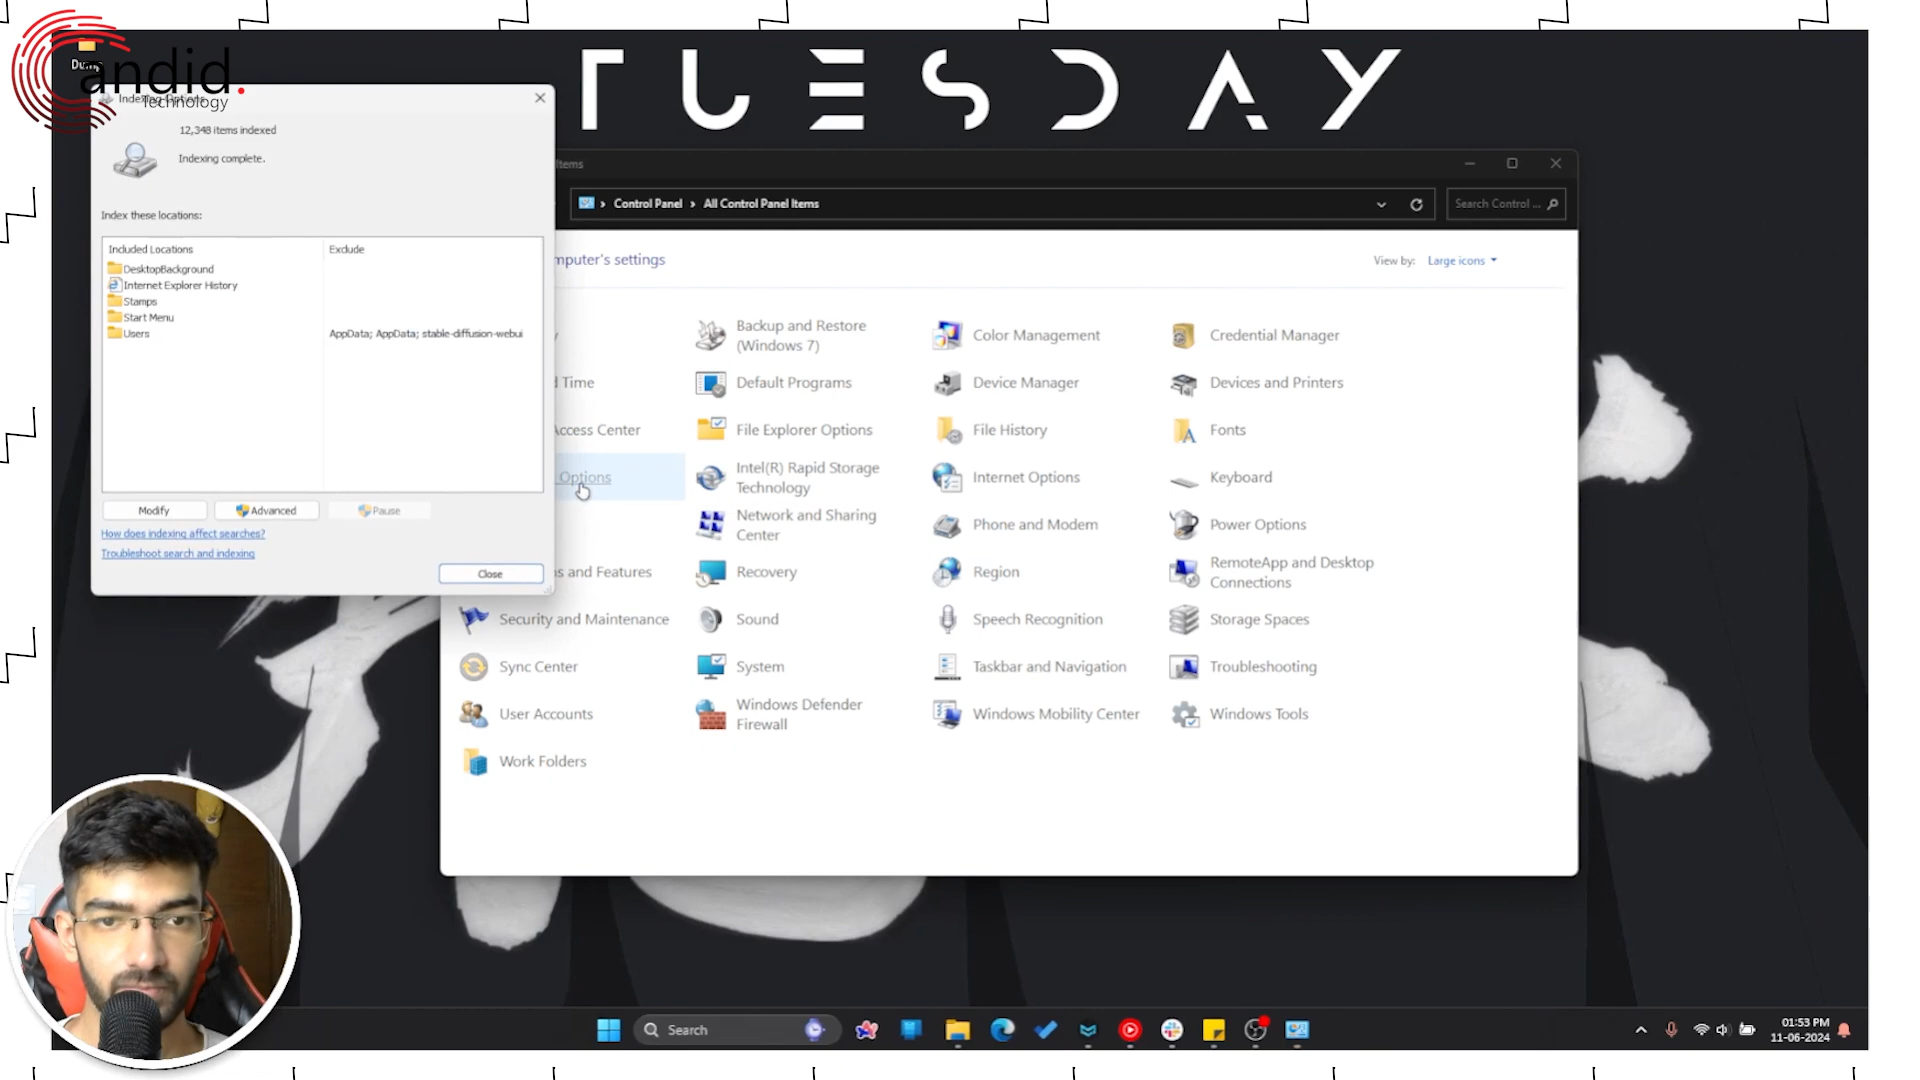 Dump
Candid.
Technology
TUESDAY
12,348 items indexed
Indexing complete.
Index these locations:
Included Locations
Exclude
DesktopBackground
Internet Explorer History
Stamps
Start Menu
Users
AppData; AppData; stable-diffusion-webui
Modify
Advanced
Pause
How does indexing affect searches?
Troubleshoot search and indexing
Close
Items
Control Panel
All Control Panel Items
Search Control ...
mputer's settings
View by:
Large icons
Backup and Restore
(Windows 7)
Color Management
Credential Manager
d Time
Default Programs
Device Manager
Devices and Printers
Access Center
File Explorer Options
File History
Fonts
Options
Intel(R) Rapid Storage
Technology
Internet Options
Keyboard
Network and Sharing
Center
Phone and Modem
Power Options
s and Features
Recovery
Region
RemoteApp and Desktop
Connections
Security and Maintenance
Sound
Speech Recognition
Storage Spaces
Sync Center
System
Taskbar and Navigation
Troubleshooting
User Accounts
Windows Defender
Firewall
Windows Mobility Center
Windows Tools
Work Folders
Search
01:53 PM
11-06-2024